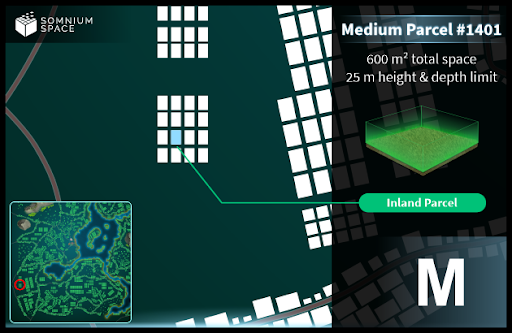 SOMNIUM
SPACE
Medium Parcel #1401
600 m² total space
25 m height & depth limit
Inland Parcel
M